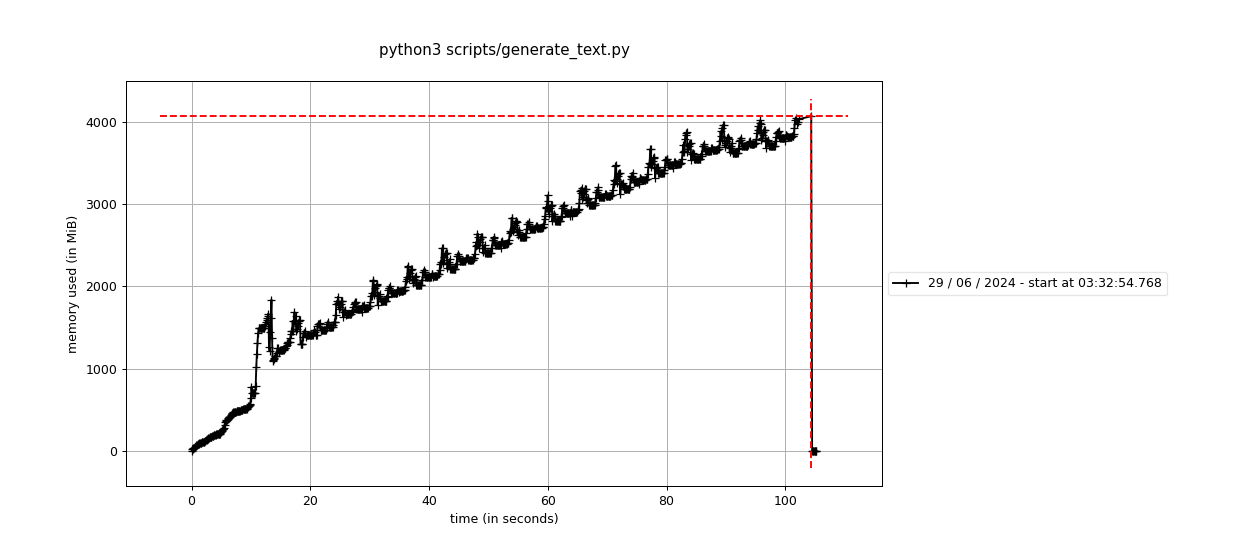 python3 scripts/generate_text.py
4000
3000
2000
1000
0
memory used (in MiB)
0 20 40 60 80 100
time (in seconds)
29 / 06 / 2024 - start at 03:32:54.768